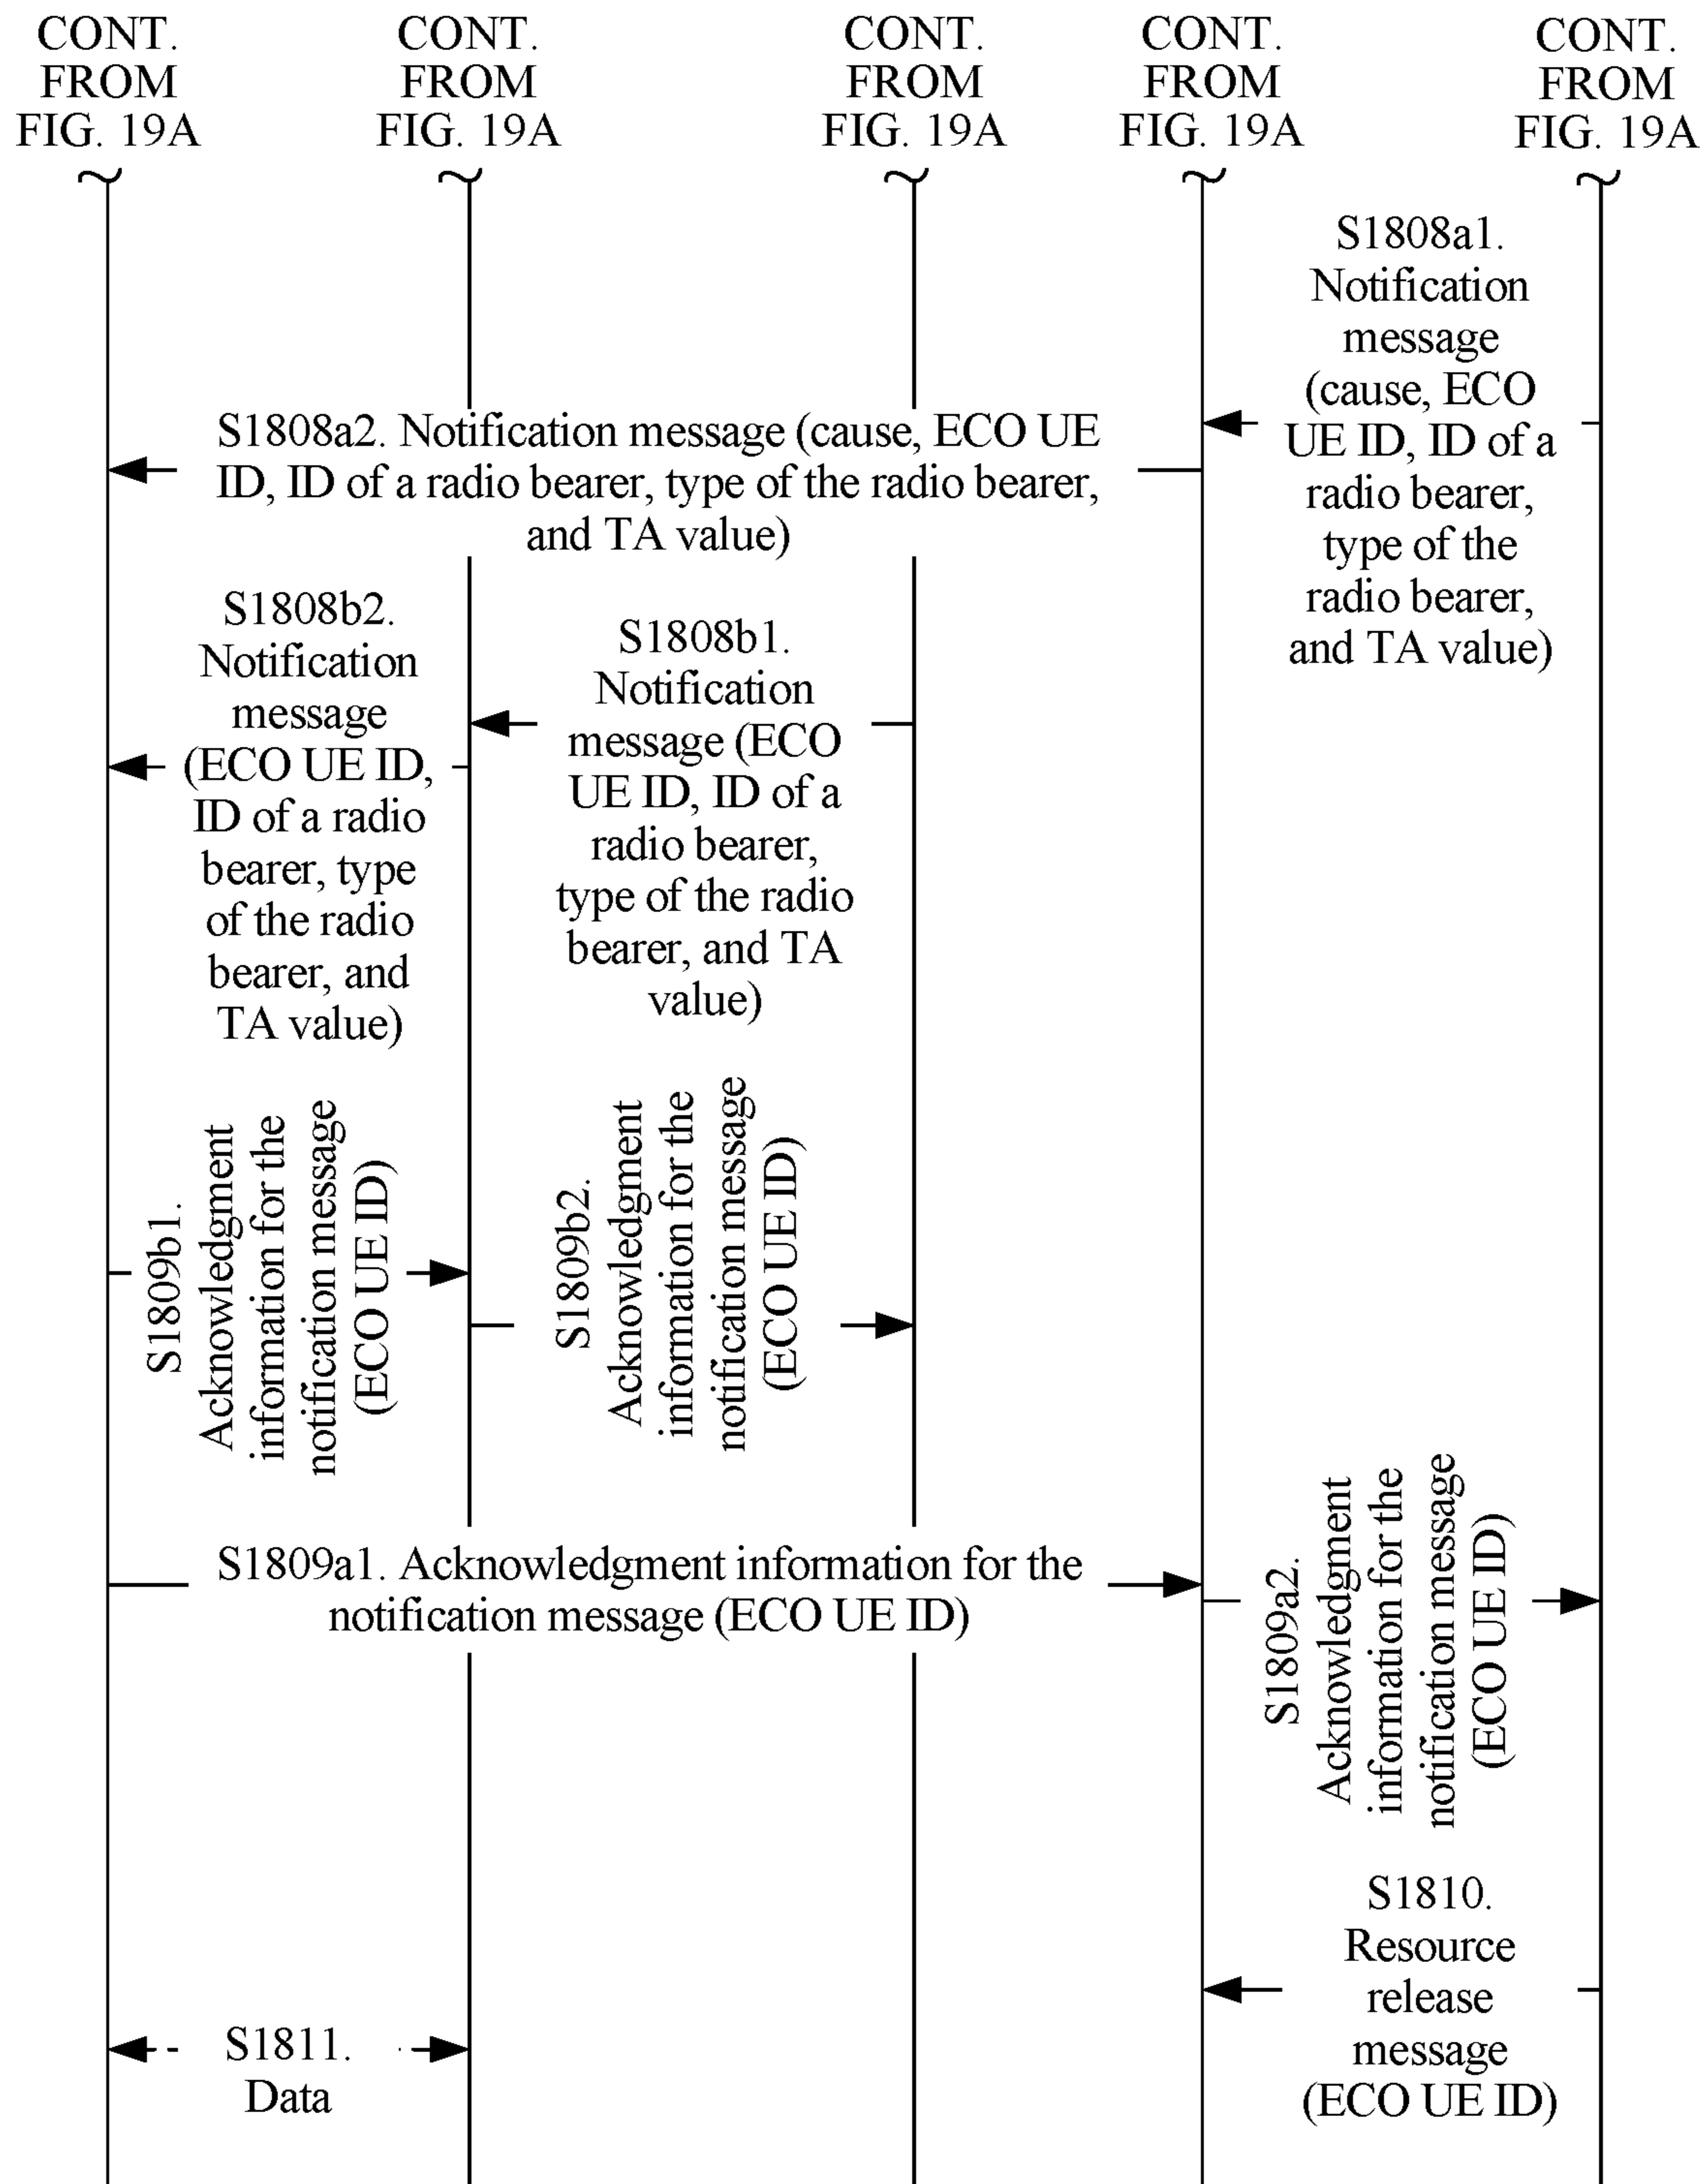 CONT.
FROM
FIG. 19A
CONT.
FROM
FIG. 19A
CONT.
FROM
FIG. 19A
CONT.
FROM
FIG. 19A
CONT.
FROM
FIG. 19A
S1808a1.
Notification
message
(cause, ECO
UE ID, ID of a
radio bearer,
type of the
radio bearer,
and TA value)
S1808a2. Notification message (cause, ECO UE
ID, ID of a radio bearer, type of the radio bearer,
and TA value)
S1808b2.
Notification
message
(ECO UE ID,
ID of a radio
bearer, type
of the radio
bearer, and
TA value)
S1808b1.
Notification
message (ECO
UE ID, ID of a
radio bearer,
type of the radio
bearer, and TA
value)
S1809b1.
Acknowledgment
information for the
notification message
(ECO UE ID)
S1809b2.
Acknowledgment
information for the
notification message
(ECO UE ID)
S1809a1. Acknowledgment information for the
notification message (ECO UE ID)
S1809a2.
Acknowledgment
information for the
notification message
(ECO UE ID)
S1810.
Resource
release
message
(ECO UE ID)
S1811.
Data